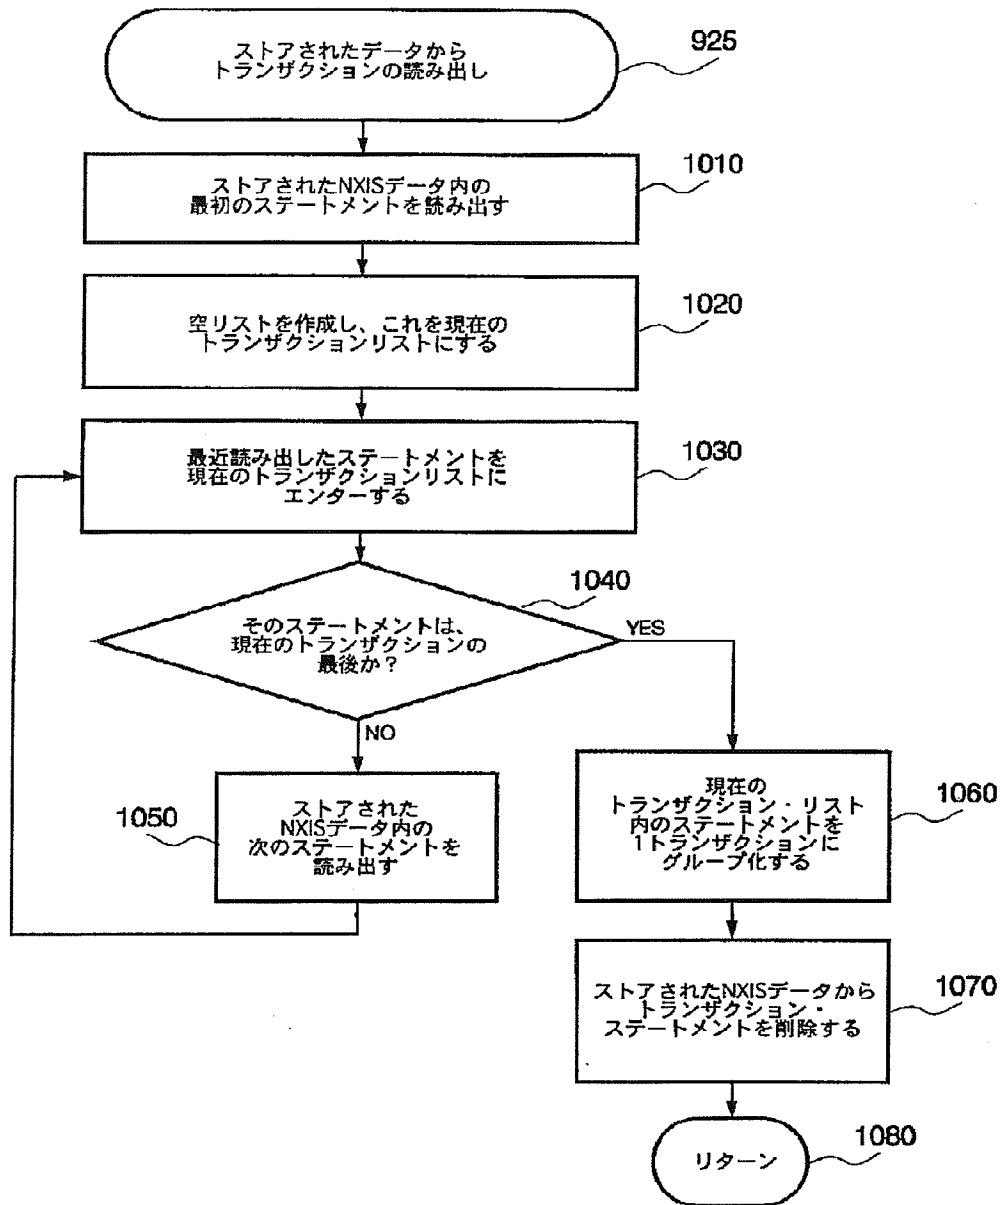 ストアされたデータから
トランザクションの読み出し
925
ストアされたNXISデータ内の
最初のステートメントを読み出す
1010
空リストを作成し、これを現在の
トランザクションリストにする
1020
最近読み出したステートメントを
現在のトランザクションリストに
エンターする
1030
そのステートメントは、
現在のトランザクションの
最後か？
1040
YES
NO
ストアされた
NXISデータ内の
次のステートメントを
読み出す
1050
現在の
トランザクション・リスト
内のステートメントを
1トランザクションに
グループ化する
1060
ストアされたNXISデータから
トランザクション・
ステートメントを削除する
1070
リターン
1080